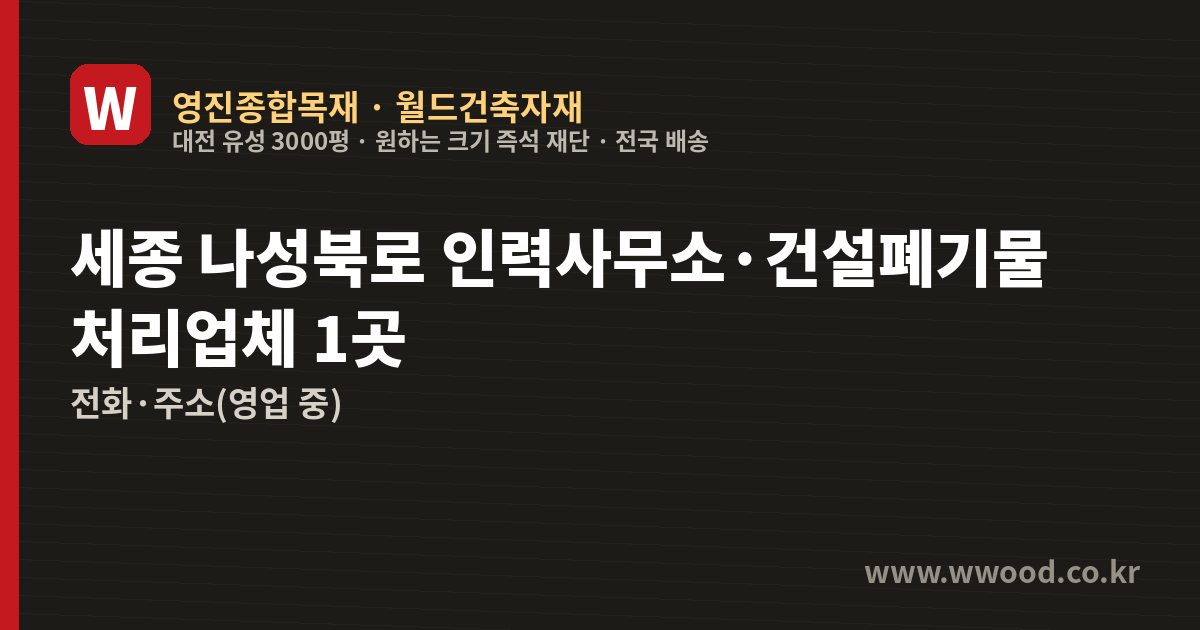 W
영진종합목재 · 월드건축자재
대전 유성 3000평 · 원하는 크기 즉석 재단 · 전국 배송
세종 나성북로 인력사무소·건설폐기물
처리업체 1곳
전화·주소(영업 중)
www.wwood.co.kr